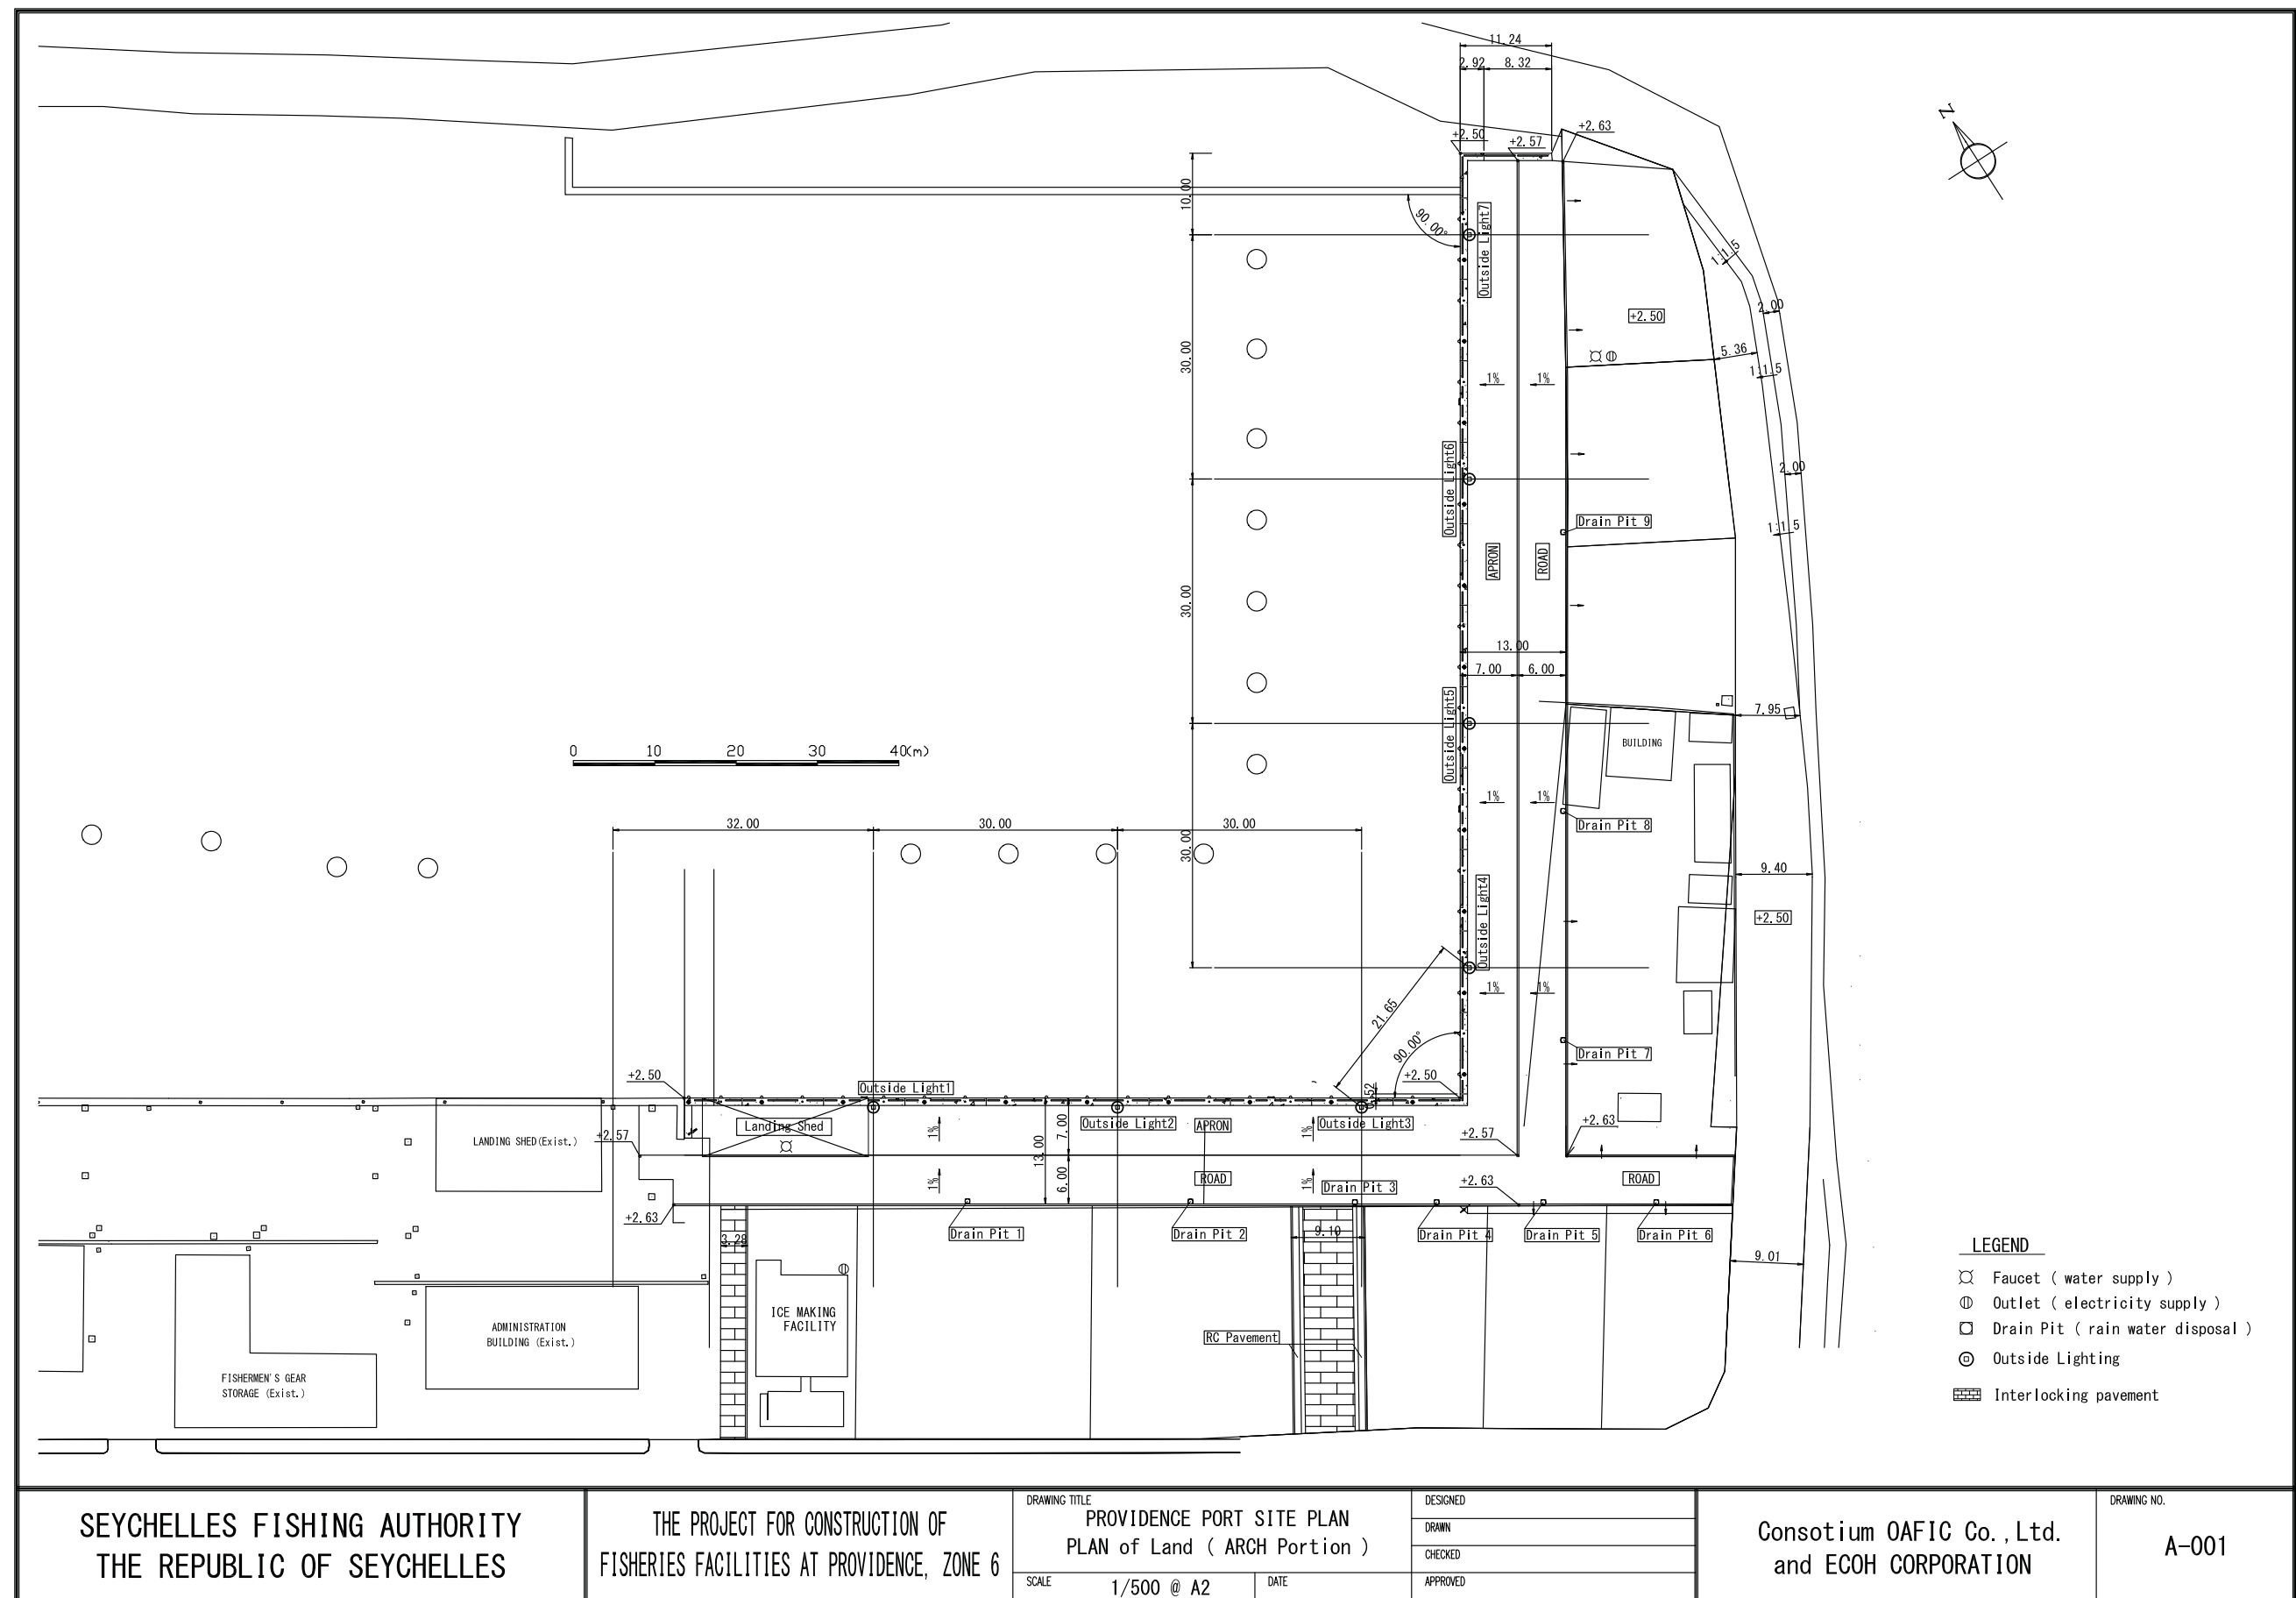 11.24
2.92
8.32
+2.63
+2.50
+2.57
N
10.00
90.00°
Outside Light7
1:1.5
2.00
+2.50
30.00
5.36
1:1.5
1%
1%
Outside Light6
2.00
Drain Pit 9
1:1.5
APRON
ROAD
30.00
13.00
7.00
6.00
Outside Light5
7.95
BUILDING
0 10 20 30 40(m)
1%
1%
32.00
30.00
30.00
30.00
Drain Pit 8
9.40
Outside Light4
+2.50
1%
1%
21.65
90.00°
Drain Pit 7
+2.50
Outside Light1
+2.50
Landing Shed
LANDING SHED(Exist.)
+2.57
1%
13.00
7.00
Outside Light2
APRON
1%
Outside Light3
+2.57
+2.63
1%
6.00
ROAD
1%
Drain Pit 3
+2.63
ROAD
+2.63
3.28
Drain Pit 1
Drain Pit 2
9.10
Drain Pit 4
Drain Pit 5
Drain Pit 6
9.01
ICE MAKING
FACILITY
ADMINISTRATION
BUILDING (Exist.)
RC Pavement
FISHERMEN'S GEAR
STORAGE (Exist.)
LEGEND
Faucet ( water supply )
Outlet ( electricity supply )
Drain Pit ( rain water disposal )
Outside Lighting
Interlocking pavement
SEYCHELLES FISHING AUTHORITY
THE REPUBLIC OF SEYCHELLES
THE PROJECT FOR CONSTRUCTION OF
FISHERIES FACILITIES AT PROVIDENCE, ZONE 6
DRAWING TITLE
PROVIDENCE PORT SITE PLAN
PLAN of Land ( ARCH Portion )
SCALE
1/500 @ A2
DATE
DESIGNED
DRAWN
CHECKED
APPROVED
Consotium OAFIC Co.,Ltd.
and ECOH CORPORATION
DRAWING NO.
A-001